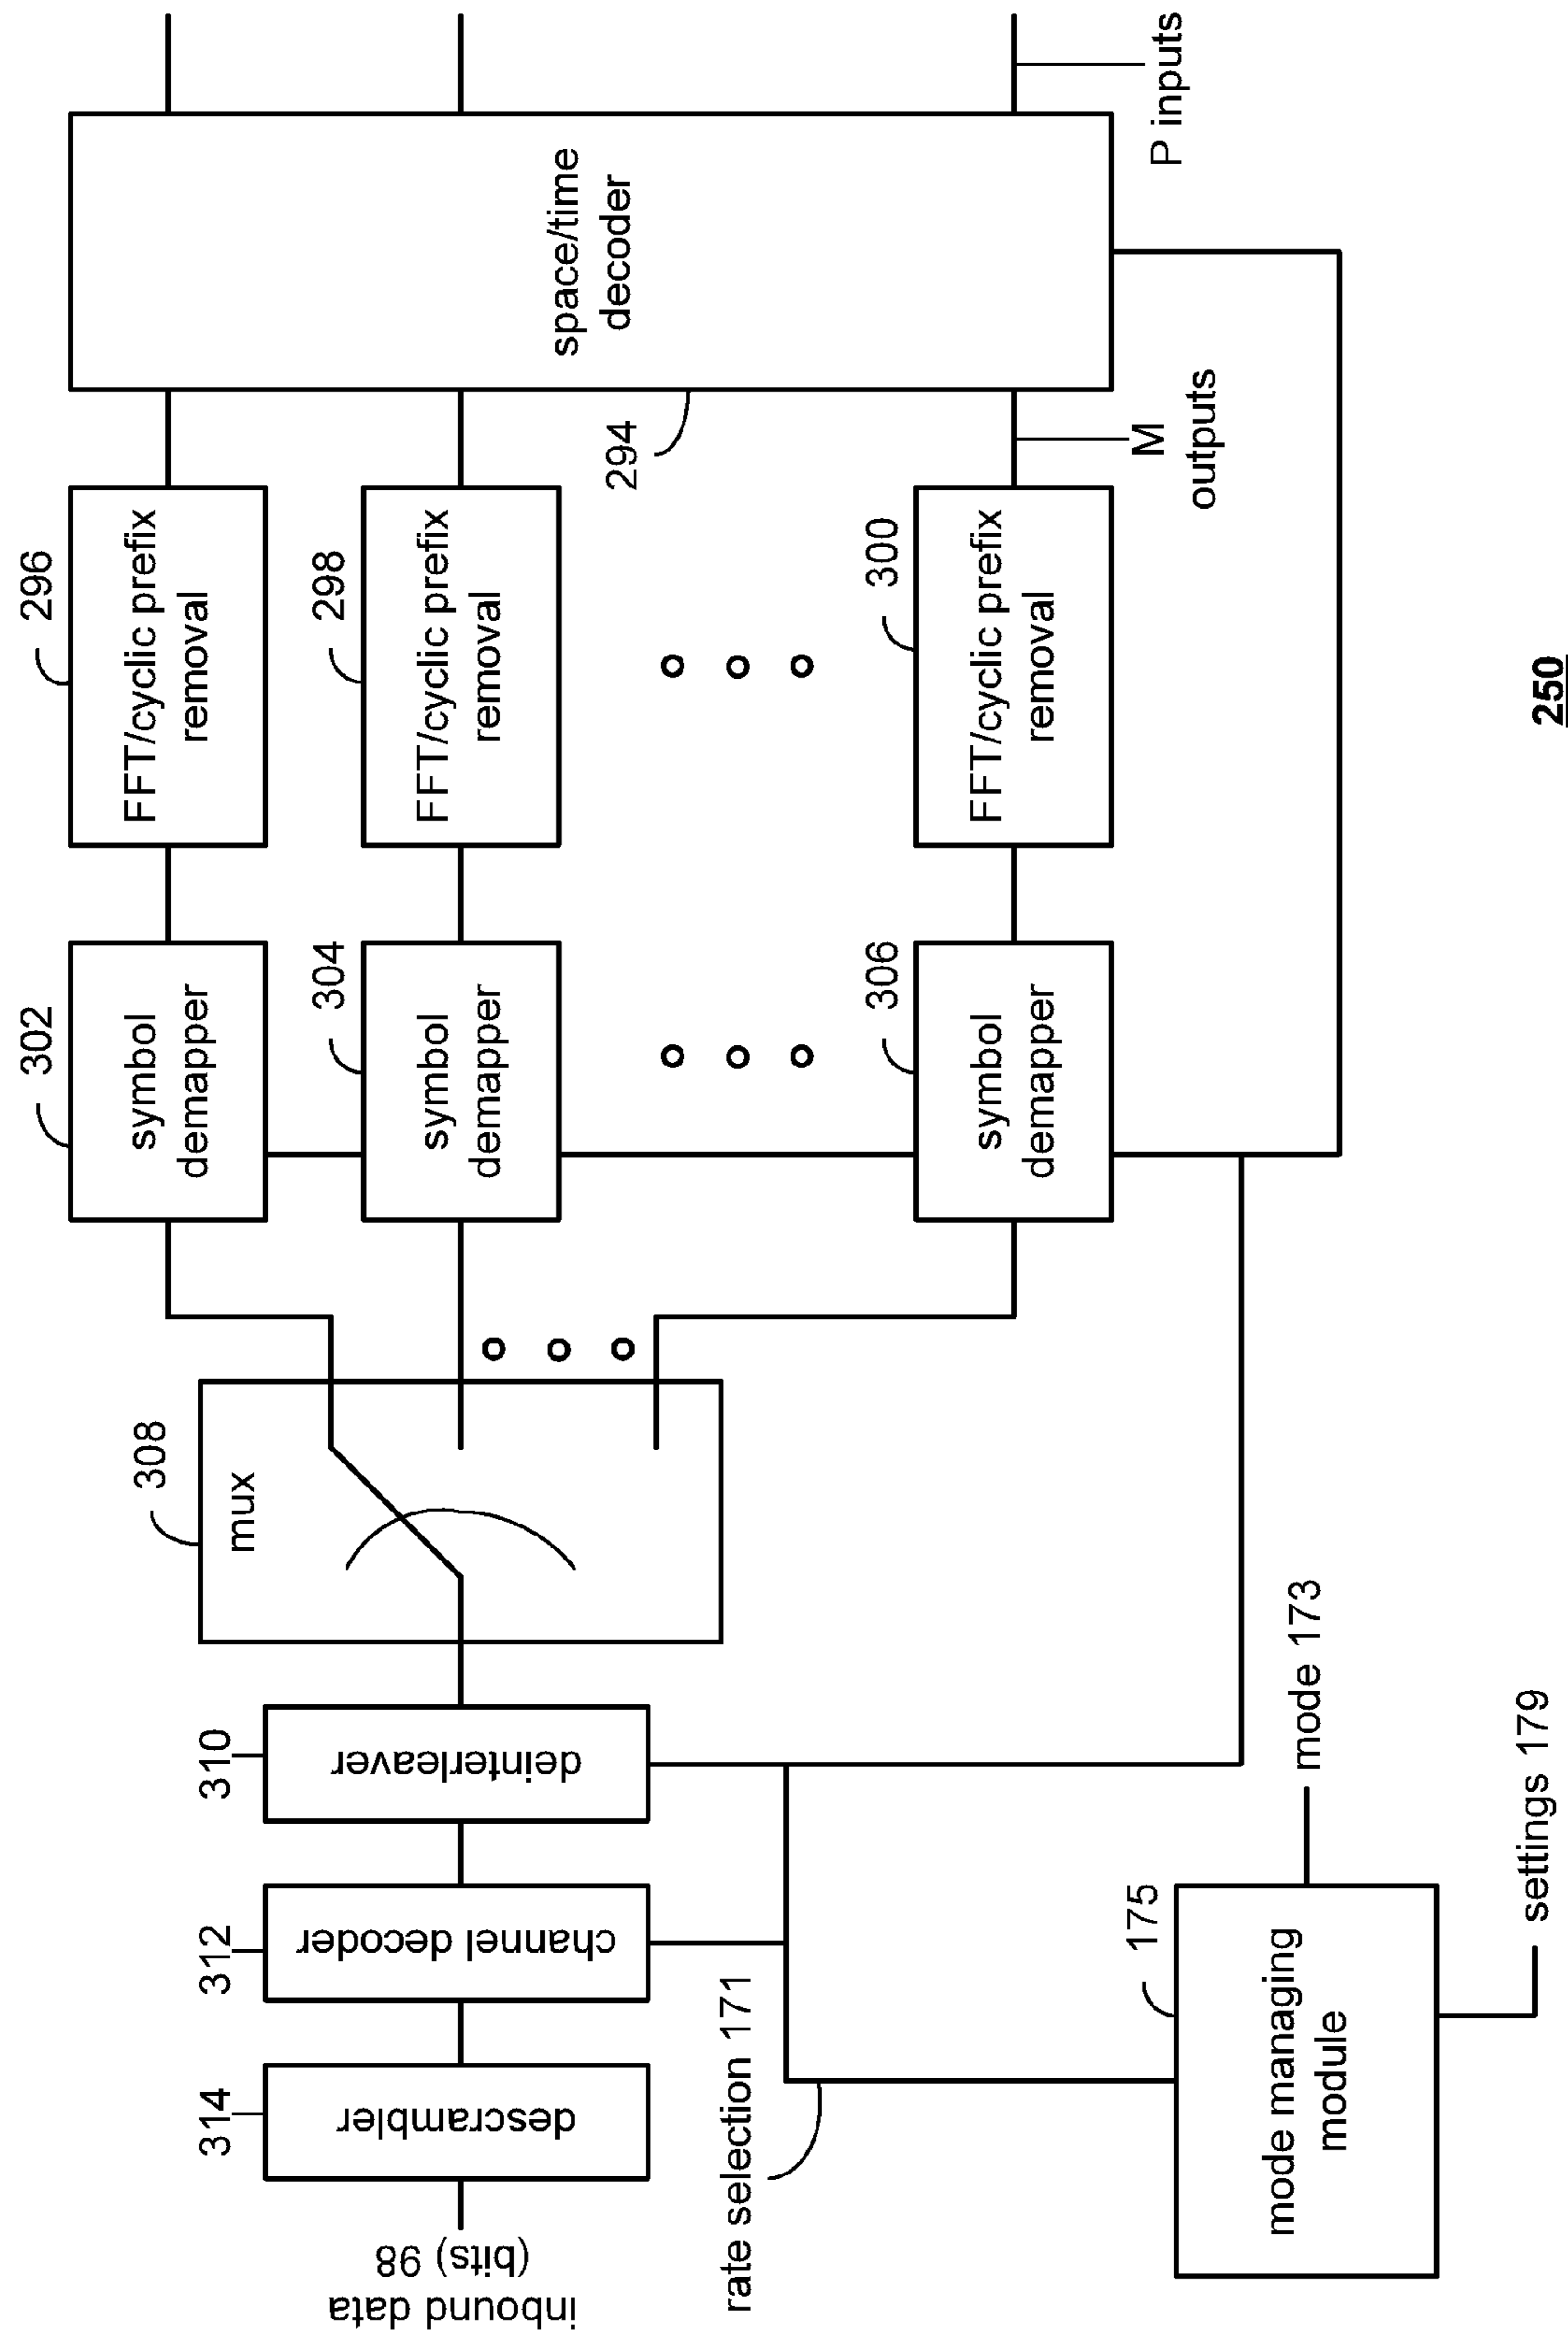 302
296
symbol
demapper
FFT/cyclic prefix
removal
space/time
decoder
308
mux
304
298
symbol
demapper
FFT/cyclic prefix
removal
314
312
310
descrambler
channel decoder
deinterleaver
inbound data
(bits) 98
294
306
300
symbol
demapper
FFT/cyclic prefix
removal
M
outputs
P inputs
rate selection 171
175
mode managing
module
mode 173
settings 179
250